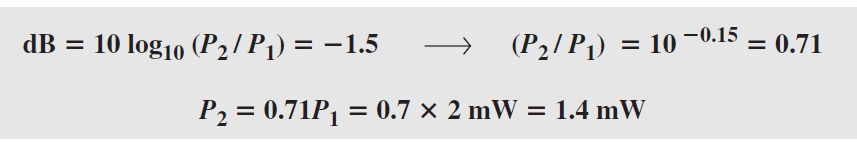 dB = 10 log₁₀ (P₂ / P₁) = −1.5 ⟶ (P₂ / P₁) = 10 ⁻⁰·¹⁵ = 0.71
P₂ = 0.71P₁ = 0.7 × 2 mW = 1.4 mW